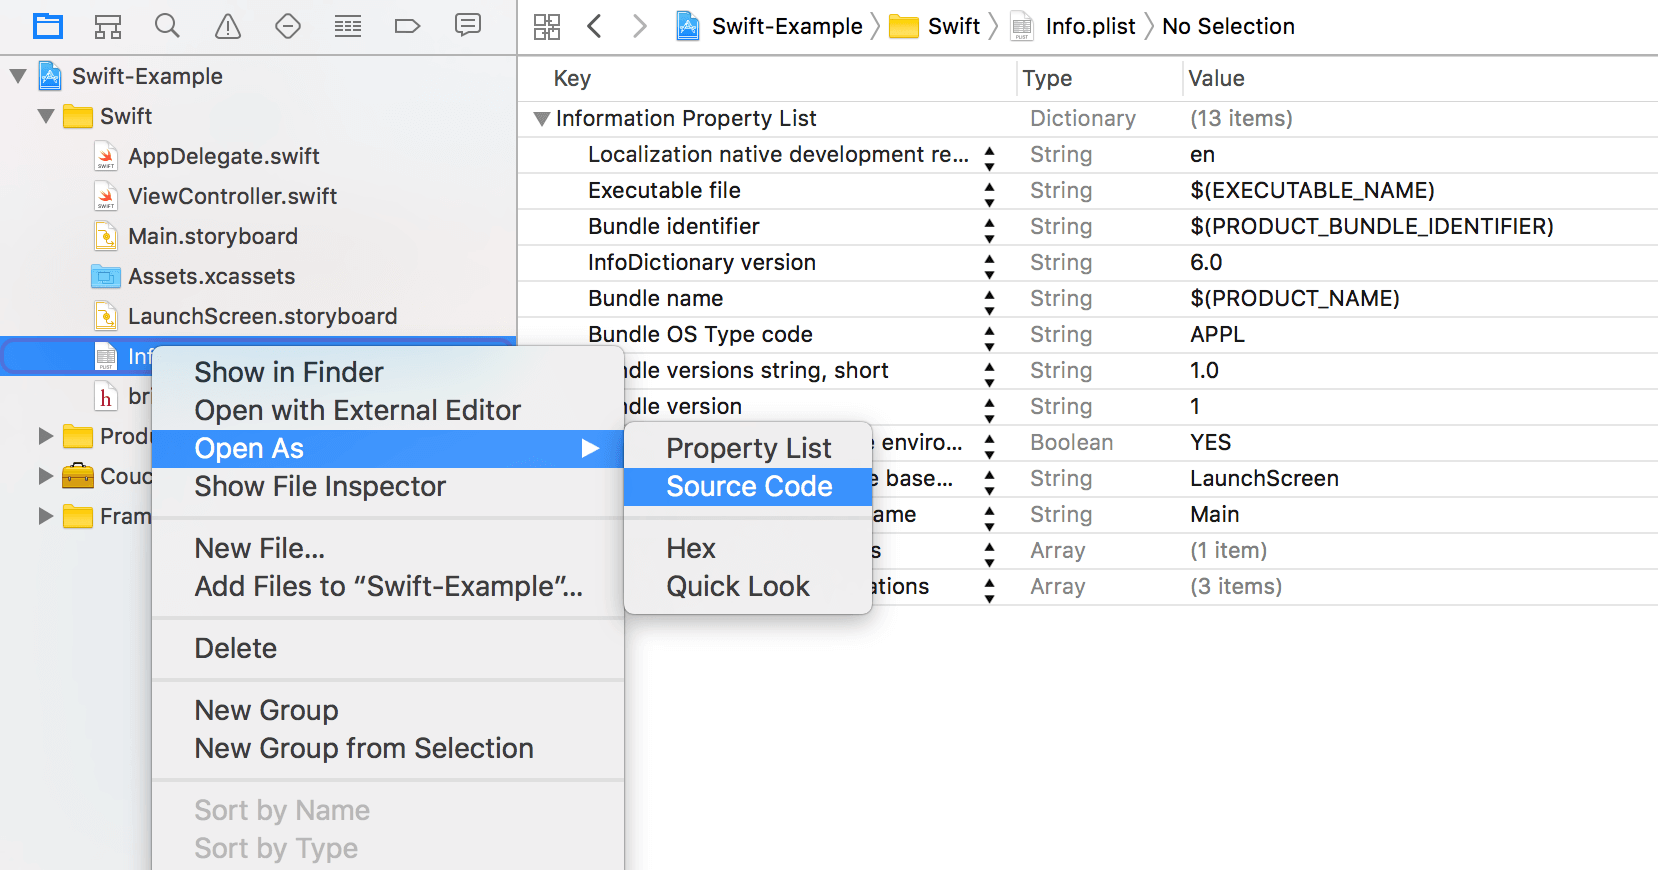 Swift-Example Swift Info.plist No Selection
Swift-Example
Swift
AppDelegate.swift
ViewController.swift
Main.storyboard
Assets.xcassets
LaunchScreen.storyboard
Inf
bri
Produ
Couc
Fram
Show in Finder
Open with External Editor
Open As
Show File Inspector
New File...
Add Files to “Swift-Example”...
Delete
New Group
New Group from Selection
Sort by Name
Sort by Type
Property List
Source Code
Hex
Quick Look
Key Type Value
Information Property List Dictionary (13 items)
Localization native development re... String en
Executable file String $(EXECUTABLE_NAME)
Bundle identifier String $(PRODUCT_BUNDLE_IDENTIFIER)
InfoDictionary version String 6.0
Bundle name String $(PRODUCT_NAME)
Bundle OS Type code String APPL
ndle versions string, short String 1.0
ndle version String 1
e enviro... Boolean YES
e base... String LaunchScreen
ame String Main
s Array (1 item)
ations Array (3 items)